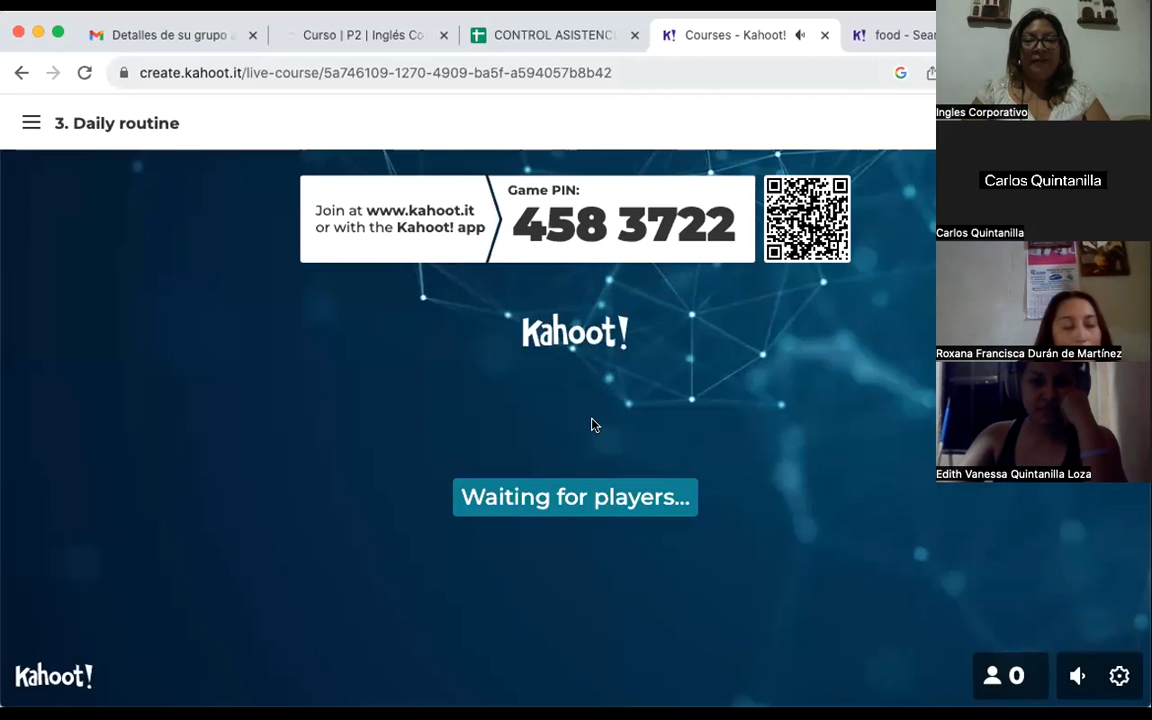 Detalles de su grupo
Curso | P2 | Inglés Co
CONTROL ASISTENC
Courses - Kahoot!
food - Sear
create.kahoot.it/live-course/5a746109-1270-4909-ba5f-a594057b8b42
3. Daily routine
Join at www.kahoot.it
or with the Kahoot! app
Game PIN:
458 3722
Kahoot!
Waiting for players...
Kahoot!
0
Ingles Corporativo
Carlos Quintanilla
Carlos Quintanilla
Roxana Francisca Durán de Martínez
Edith Vanessa Quintanilla Loza